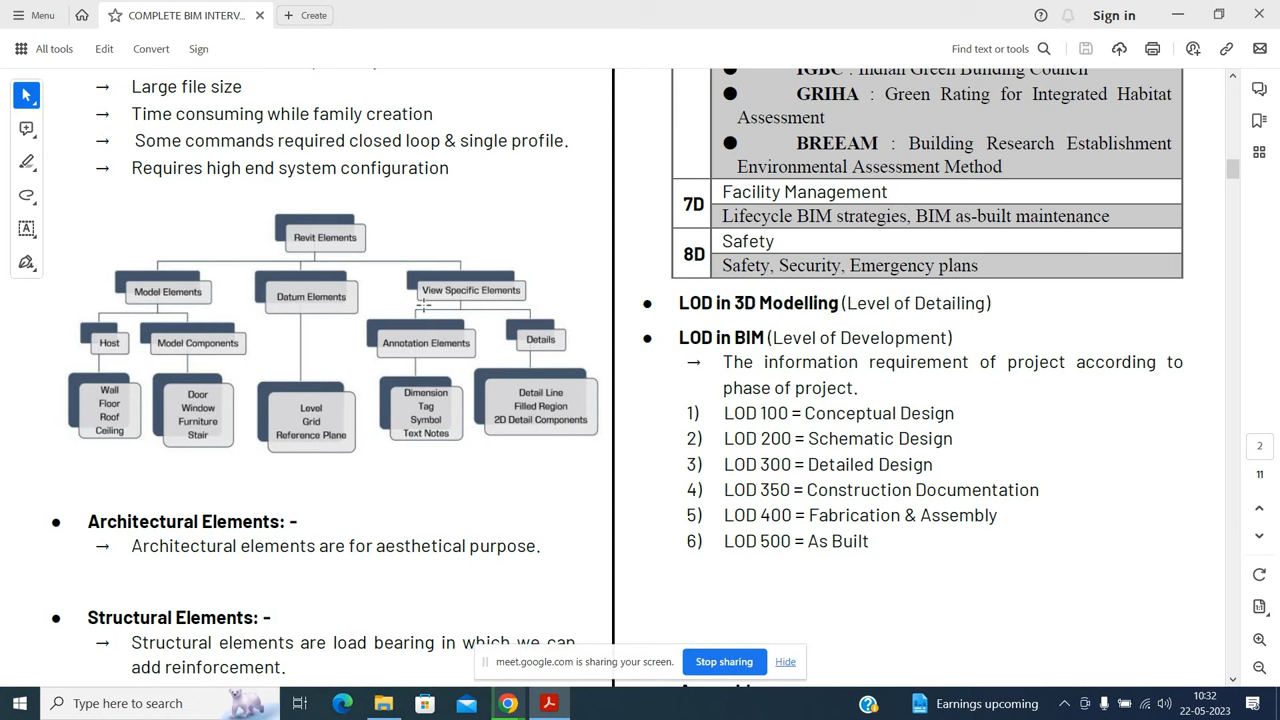 Menu
COMPLETE BIM INTERV...
Create
Sign in
All tools
Edit
Convert
Sign
Find text or tools
→ Large file size
→ Time consuming while family creation
→ Some commands required closed loop & single profile.
→ Requires high end system configuration
Revit Elements
Model Elements
Datum Elements
View Specific Elements
Host
Model Components
Annotation Elements
Details
Wall
Floor
Roof
Ceiling
Door
Window
Furniture
Stair
Level
Grid
Reference Plane
Dimension
Tag
Symbol
Text Notes
Detail Line
Filled Region
2D Detail Components
● Architectural Elements: -
→ Architectural elements are for aesthetical purpose.
● Structural Elements: -
→ Structural elements are load bearing in which we can
add reinforcement.
● IGBC : Indian Green Building Council
● GRIHA : Green Rating for Integrated Habitat
Assessment
● BREEAM : Building Research Establishment
Environmental Assessment Method
7D
Facility Management
Lifecycle BIM strategies, BIM as-built maintenance
8D
Safety
Safety, Security, Emergency plans
● LOD in 3D Modelling (Level of Detailing)
● LOD in BIM (Level of Development)
→ The information requirement of project according to
phase of project.
1) LOD 100 = Conceptual Design
2) LOD 200 = Schematic Design
3) LOD 300 = Detailed Design
4) LOD 350 = Construction Documentation
5) LOD 400 = Fabrication & Assembly
6) LOD 500 = As Built
2
11
1:1
meet.google.com is sharing your screen.
Stop sharing
Hide
Type here to search
Earnings upcoming
10:32
22-05-2023